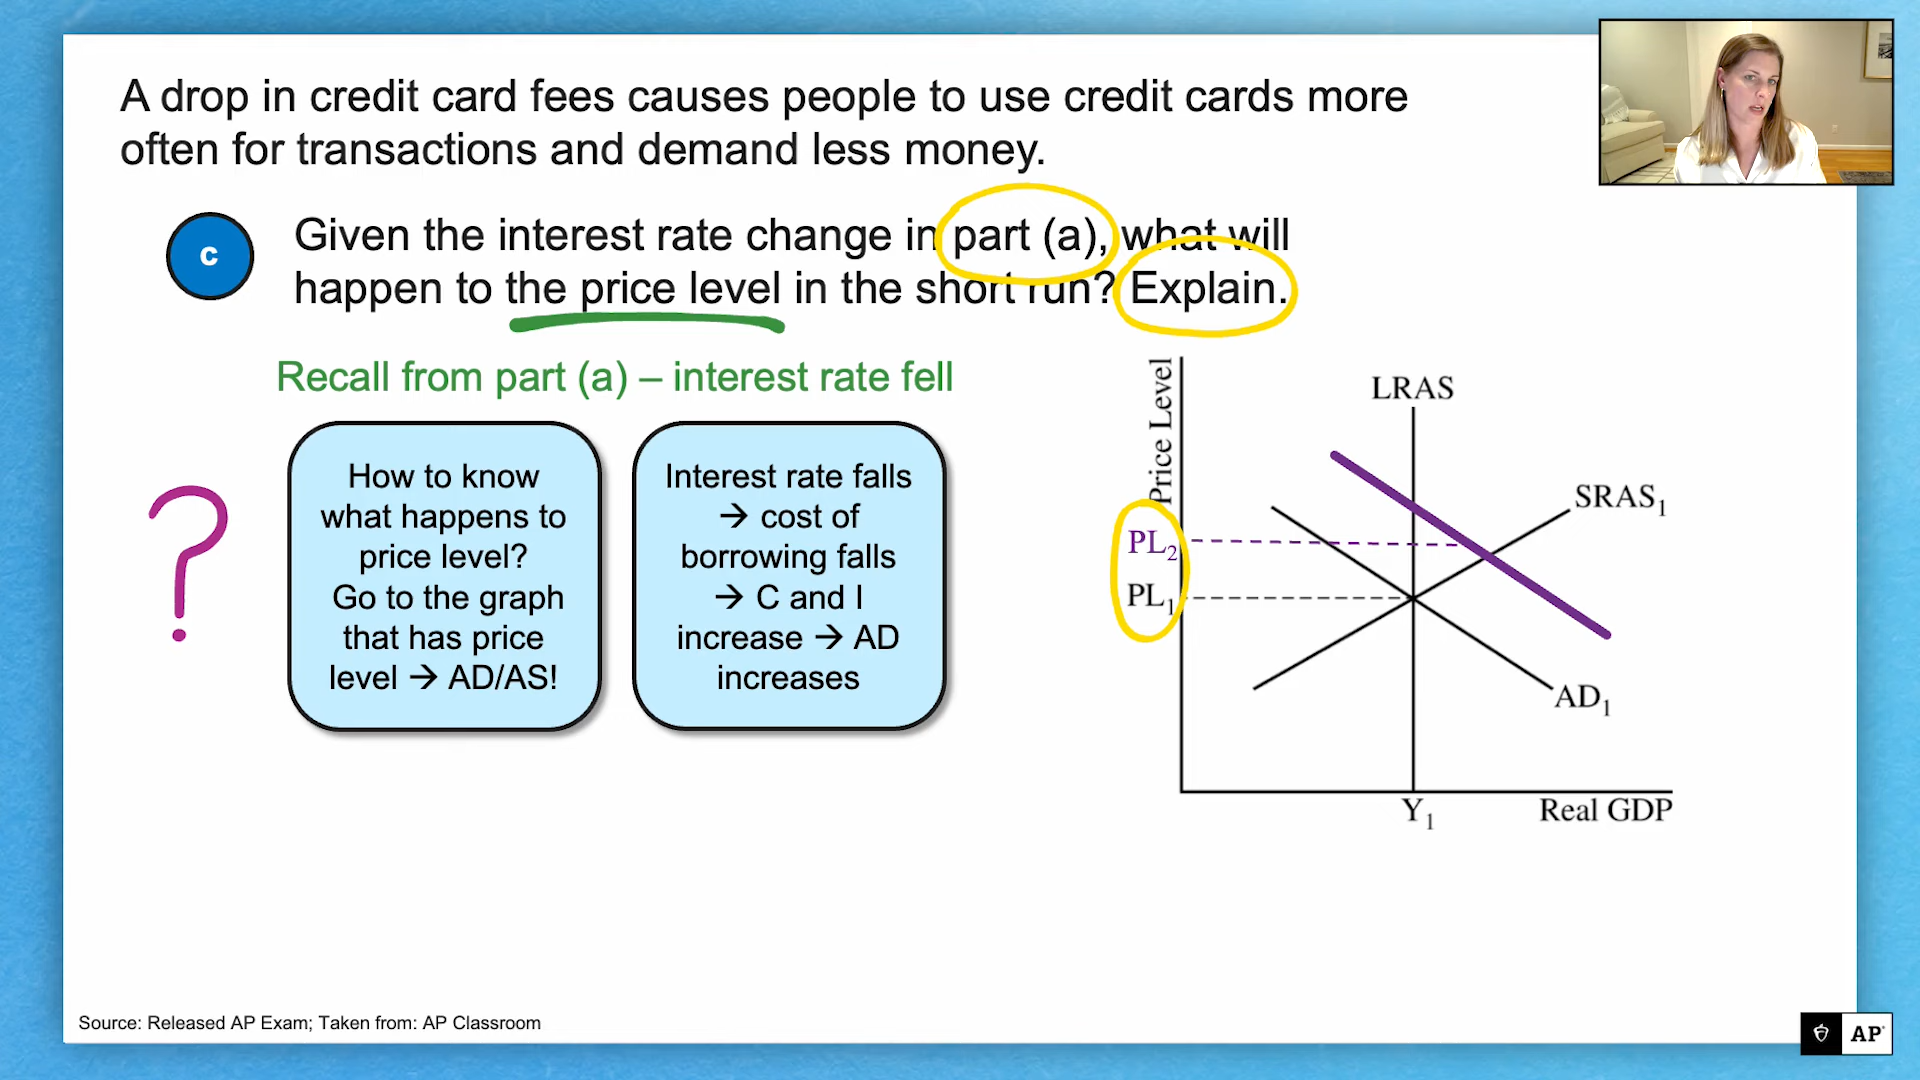 A drop in credit card fees causes people to use credit cards more
often for transactions and demand less money.
c
Given the interest rate change in part (a), what will
happen to the price level in the short run? Explain.
Recall from part (a) – interest rate fell
?
How to know
what happens to
price level?
Go to the graph
that has price
level → AD/AS!
Interest rate falls
→ cost of
borrowing falls
→ C and I
increase → AD
increases
Price Level
LRAS
SRAS₁
PL₂
PL₁
AD₁
Y₁
Real GDP
Source: Released AP Exam; Taken from: AP Classroom
AP